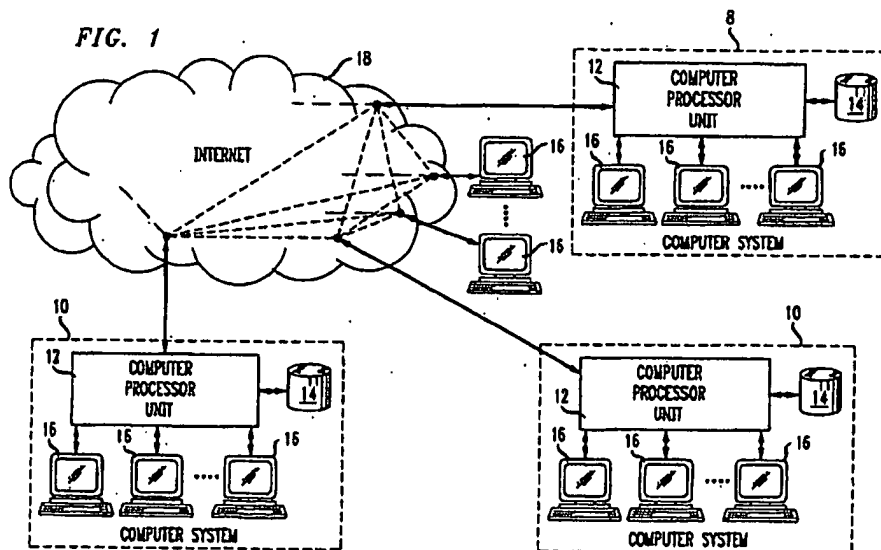 FIG. 1
18
INTERNET
16
16
8
12
COMPUTER
PROCESSOR
UNIT
14
16
16
16
COMPUTER SYSTEM
10
12
COMPUTER
PROCESSOR
UNIT
14
16
16
16
COMPUTER SYSTEM
10
12
COMPUTER
PROCESSOR
UNIT
14
16
16
16
COMPUTER SYSTEM